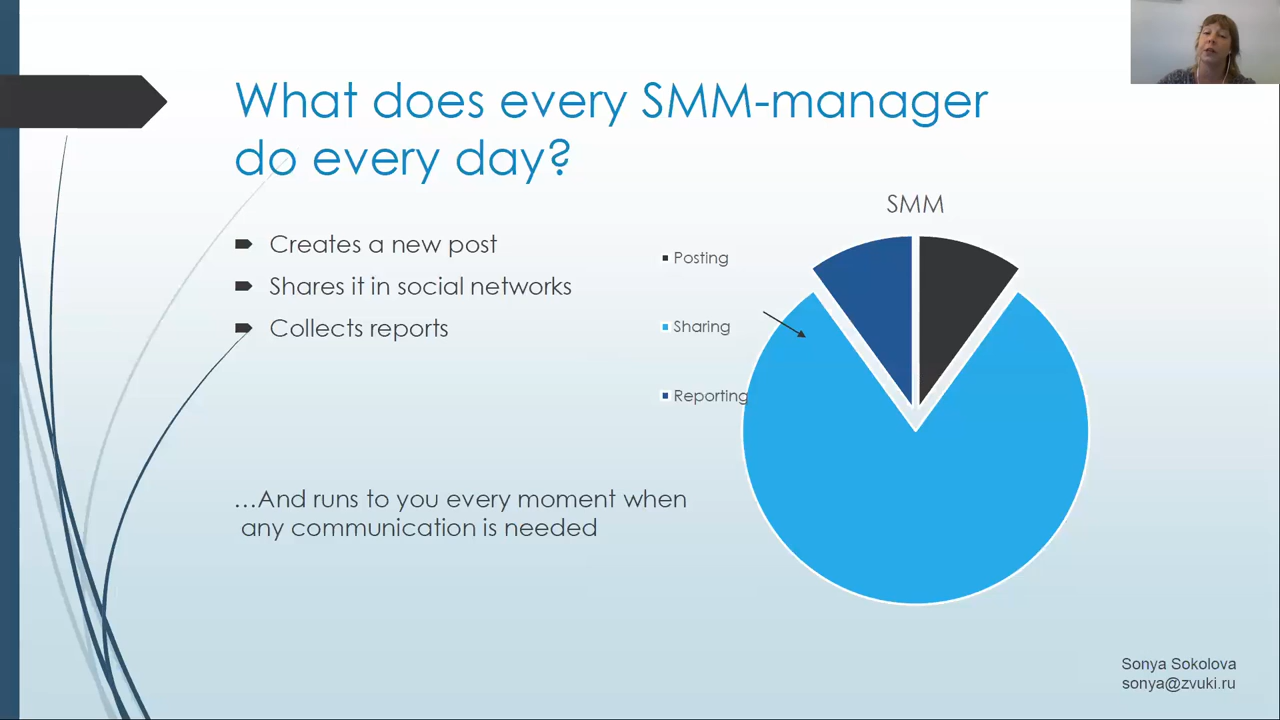 What does every SMM-manager
do every day?
Creates a new post
Shares it in social networks
Collects reports
…And runs to you every moment when
any communication is needed
SMM
Posting
Sharing
Reporting
Sonya Sokolova
sonya@zvuki.ru